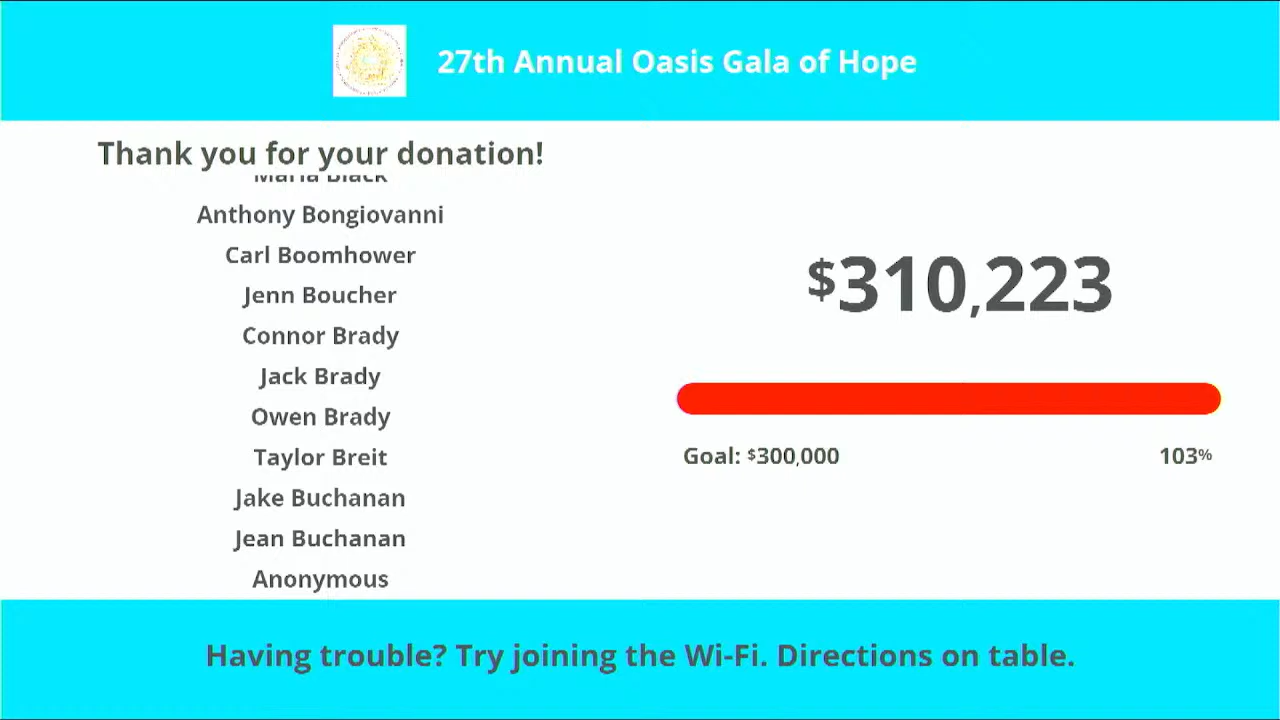 27th Annual Oasis Gala of Hope
Thank you for your donation!
Maria Black
Anthony Bongiovanni
Carl Boomhower
Jenn Boucher
Connor Brady
Jack Brady
Owen Brady
Taylor Breit
Jake Buchanan
Jean Buchanan
Anonymous
$310,223
Goal: $300,000
103%
Having trouble? Try joining the Wi-Fi. Directions on table.